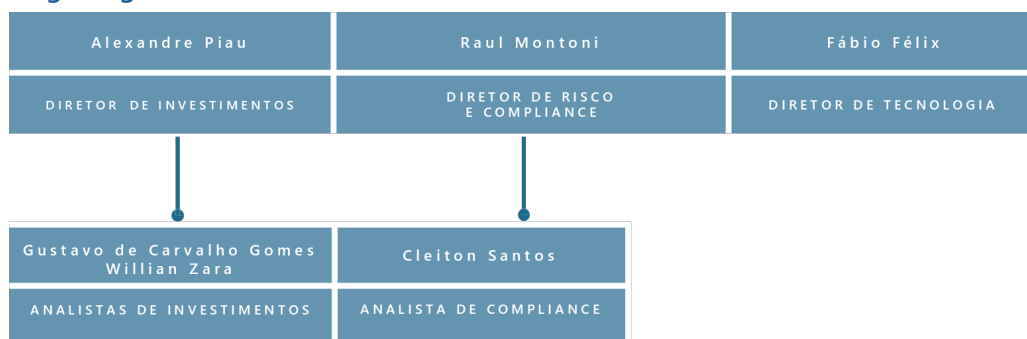 Alexandre Piau
Raul Montoni
Fábio Félix
DIRETOR DE INVESTIMENTOS
DIRETOR DE RISCO
E COMPLIANCE
DIRETOR DE TECNOLOGIA
Gustavo de Carvalho Gomes
Willian Zara
Cleiton Santos
ANALISTAS DE INVESTIMENTOS
ANALISTA DE COMPLIANCE